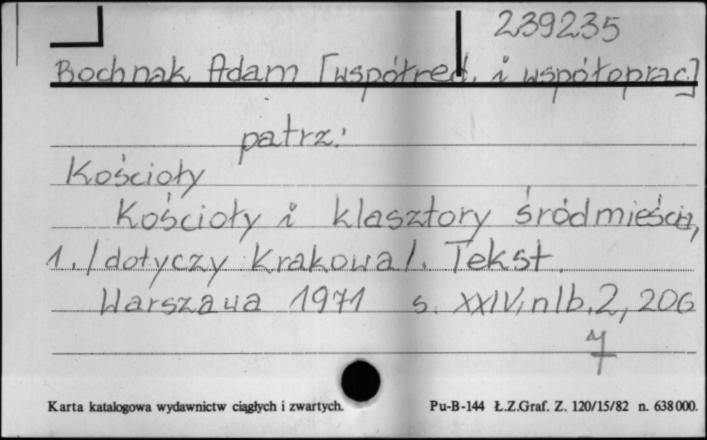 239235
Bochnak Adam [współred. i współoprac]
patrz:
Kościoły
Kościoły i klasztory śródmieścia,
1. /dotyczy Krakowa/. Tekst.
Warszawa 1971 s. XXIV, nlb. 2, 206
Karta katalogowa wydawnictw ciągłych i zwartych. Pu-B-144 Ł.Z.Graf. Z. 120/15/82 n. 638000.